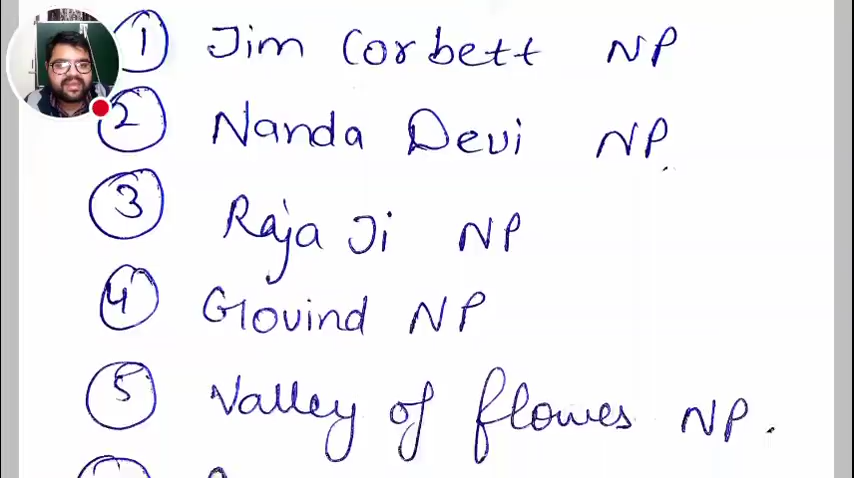 1 Jim Corbett NP
2 Nanda Devi NP
3 Raja Ji NP
4 Govind NP
5 Valley of flowes NP.